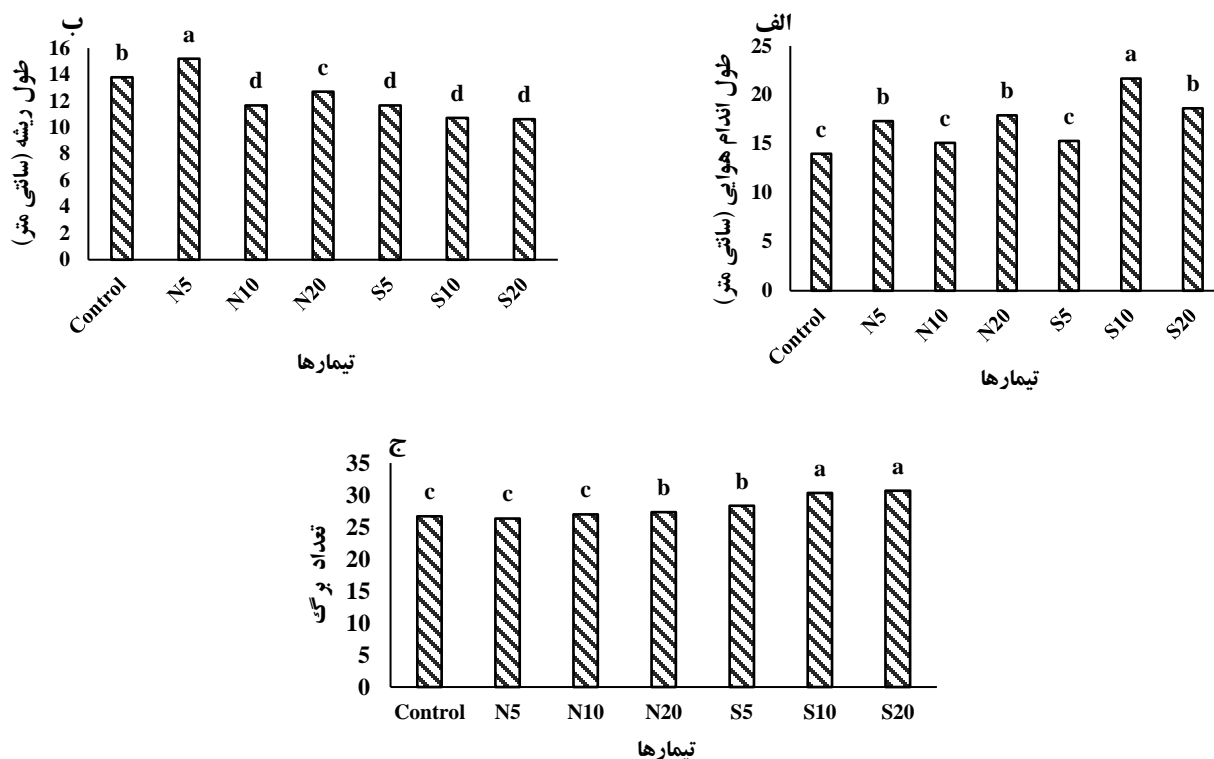 الف
طول اندام هوایی (سانتی متر)
25
20
15
10
5
0
c
b
c
b
c
a
b
Control
N5
N10
N20
S5
S10
S20
تیمارها
ب
طول ریشه (سانتی متر)
16
14
12
10
8
6
4
2
0
b
a
d
c
d
d
d
Control
N5
N10
N20
S5
S10
S20
تیمارها
ج
تعداد برگ
35
30
25
20
15
10
5
0
c
c
c
b
b
a
a
Control
N5
N10
N20
S5
S10
S20
تیمارها